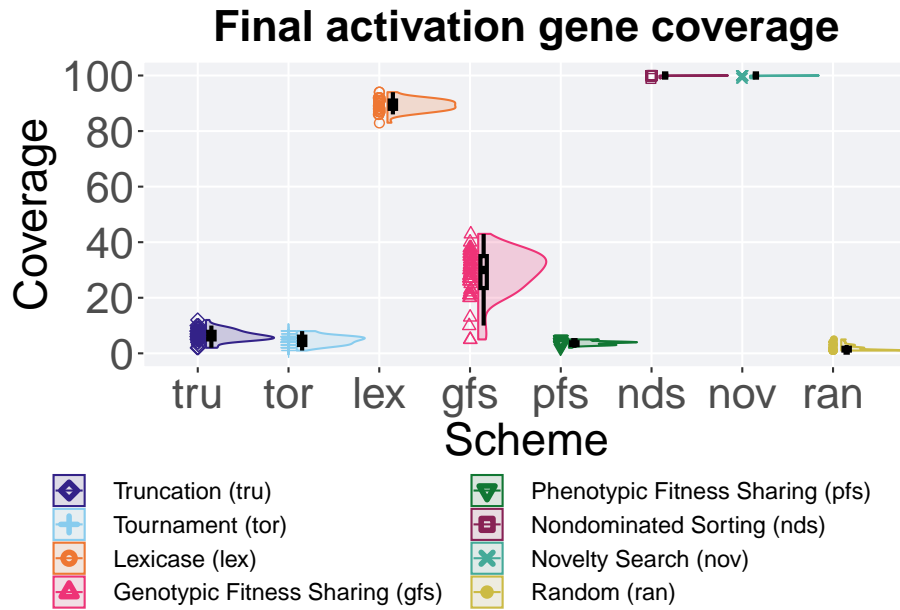 Final activation gene coverage
Coverage
100
80
60
40
20
0
tru tor lex gfs pfs nds nov ran
Scheme
Truncation (tru)
Tournament (tor)
Lexicase (lex)
Genotypic Fitness Sharing (gfs)
Phenotypic Fitness Sharing (pfs)
Nondominated Sorting (nds)
Novelty Search (nov)
Random (ran)